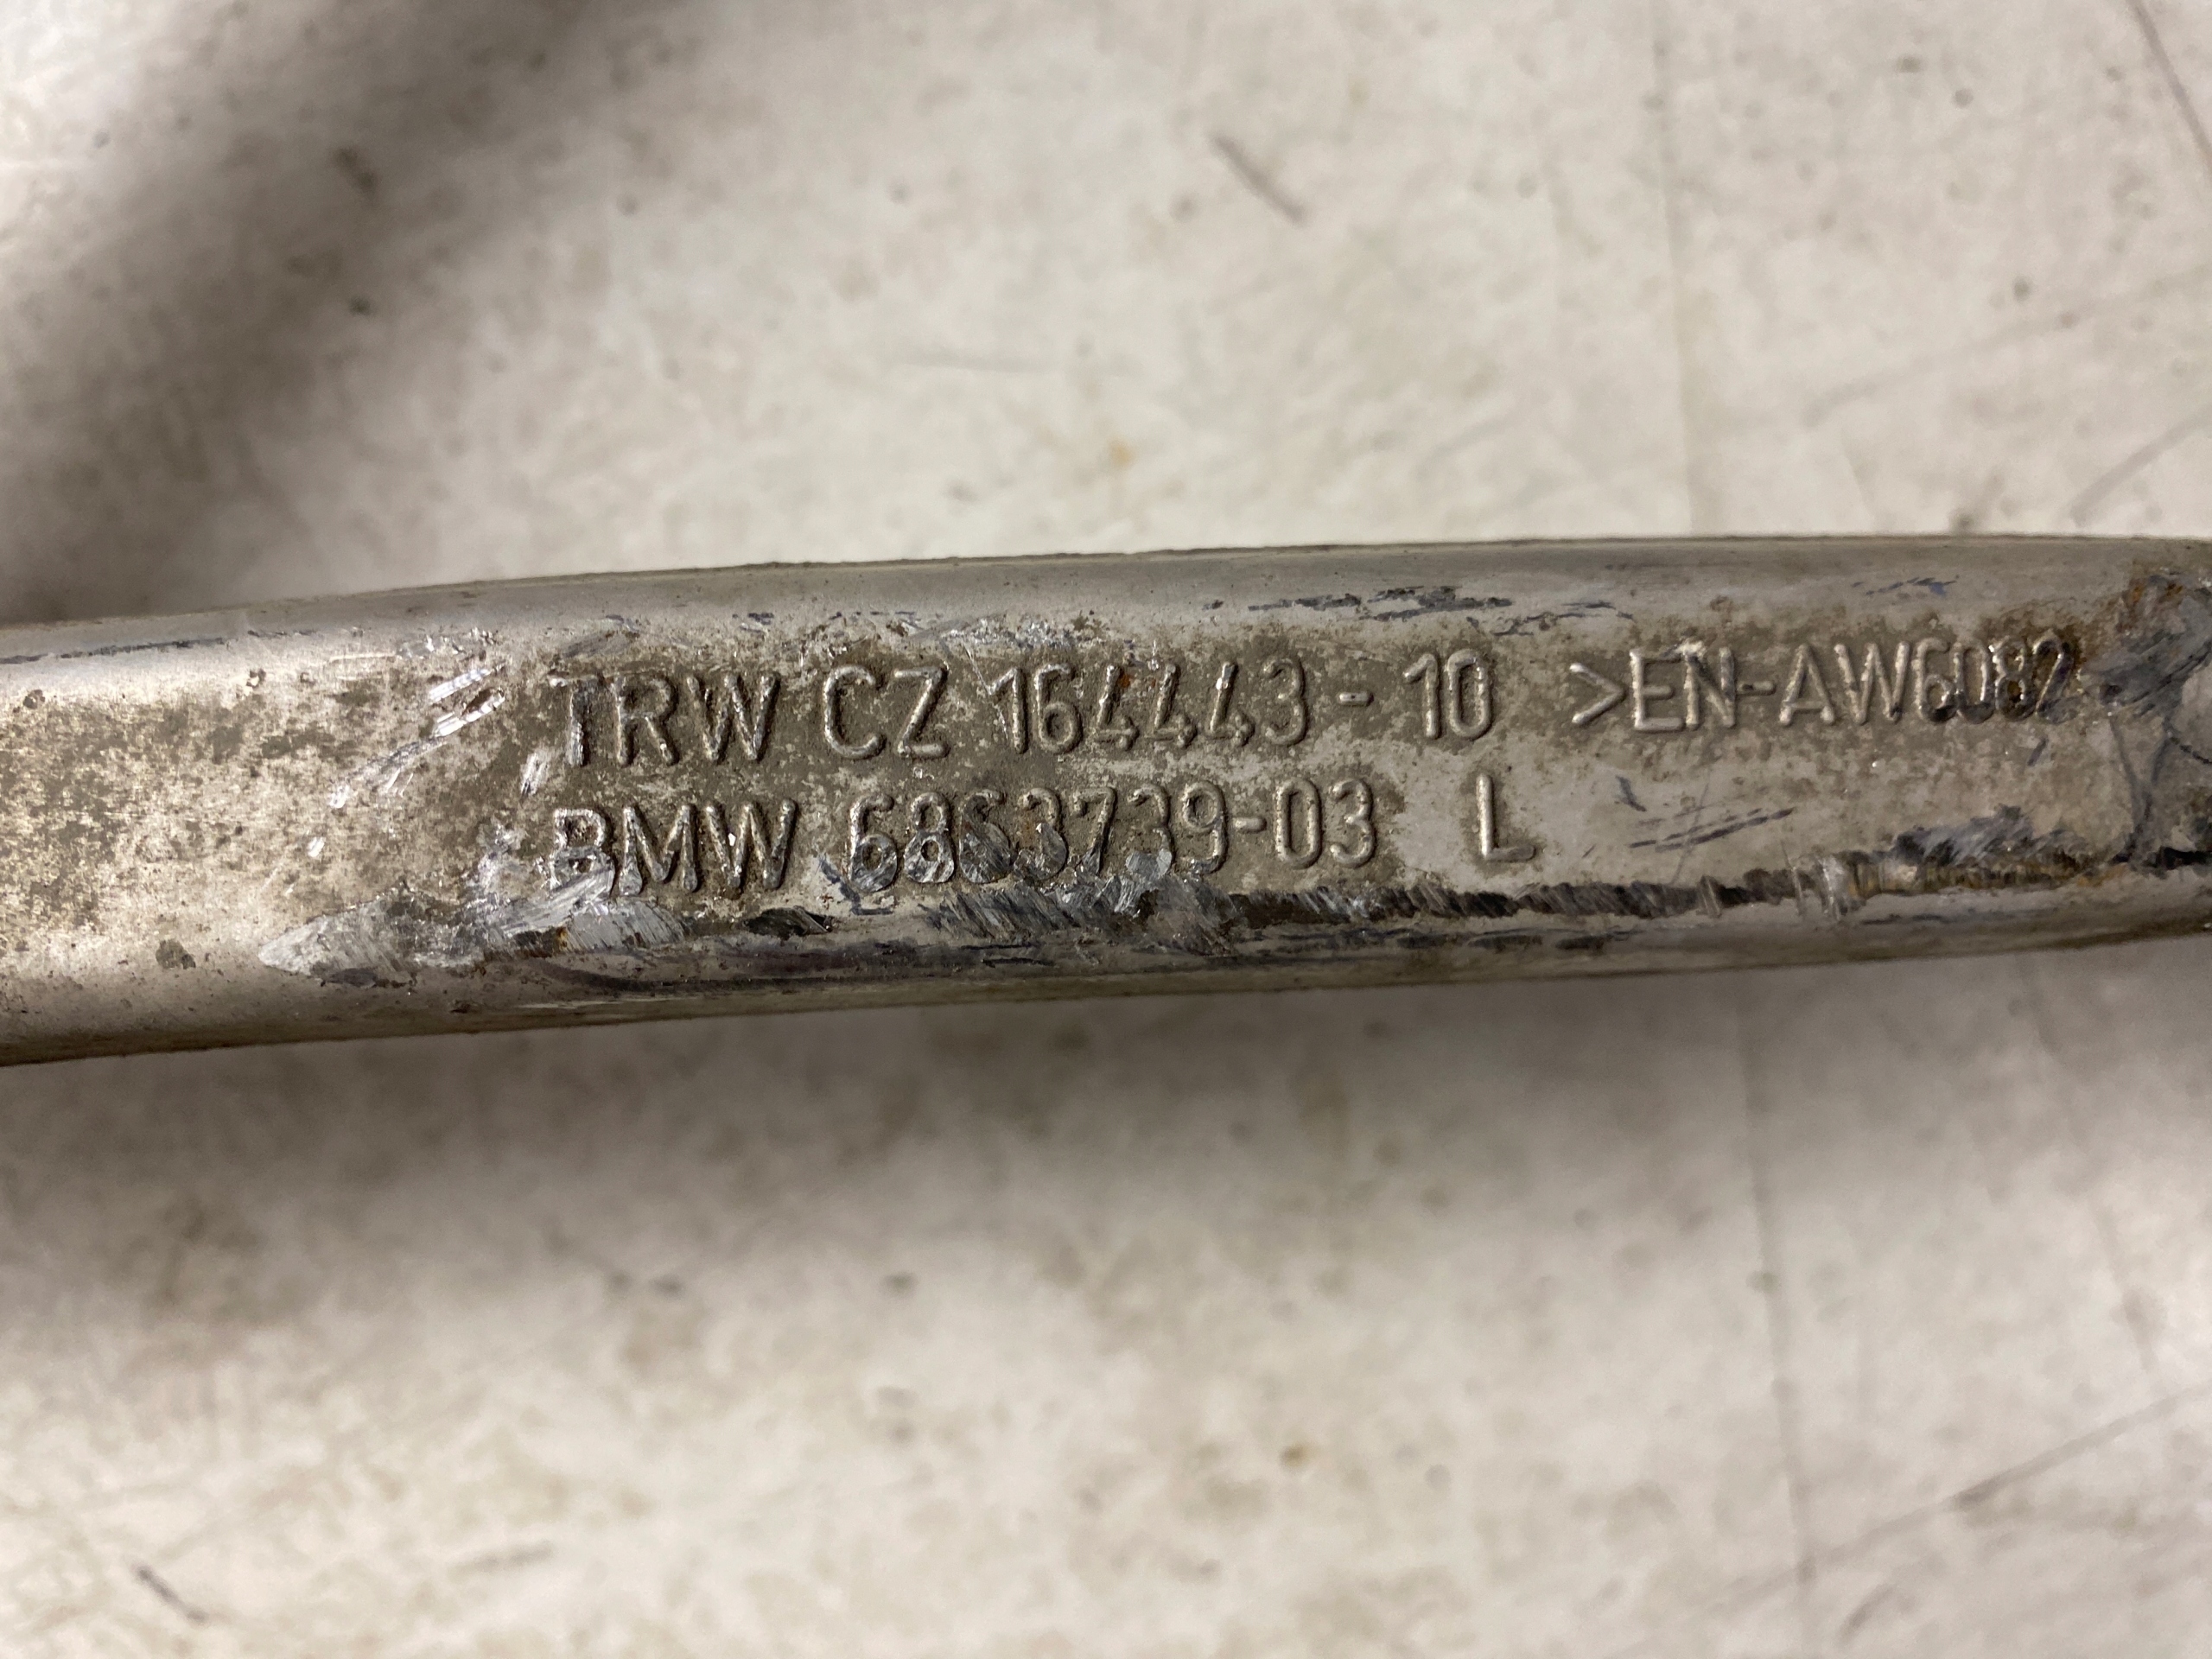 TRW CZ 164443-10 >EN-AW6082
BMW 6863739-03 L